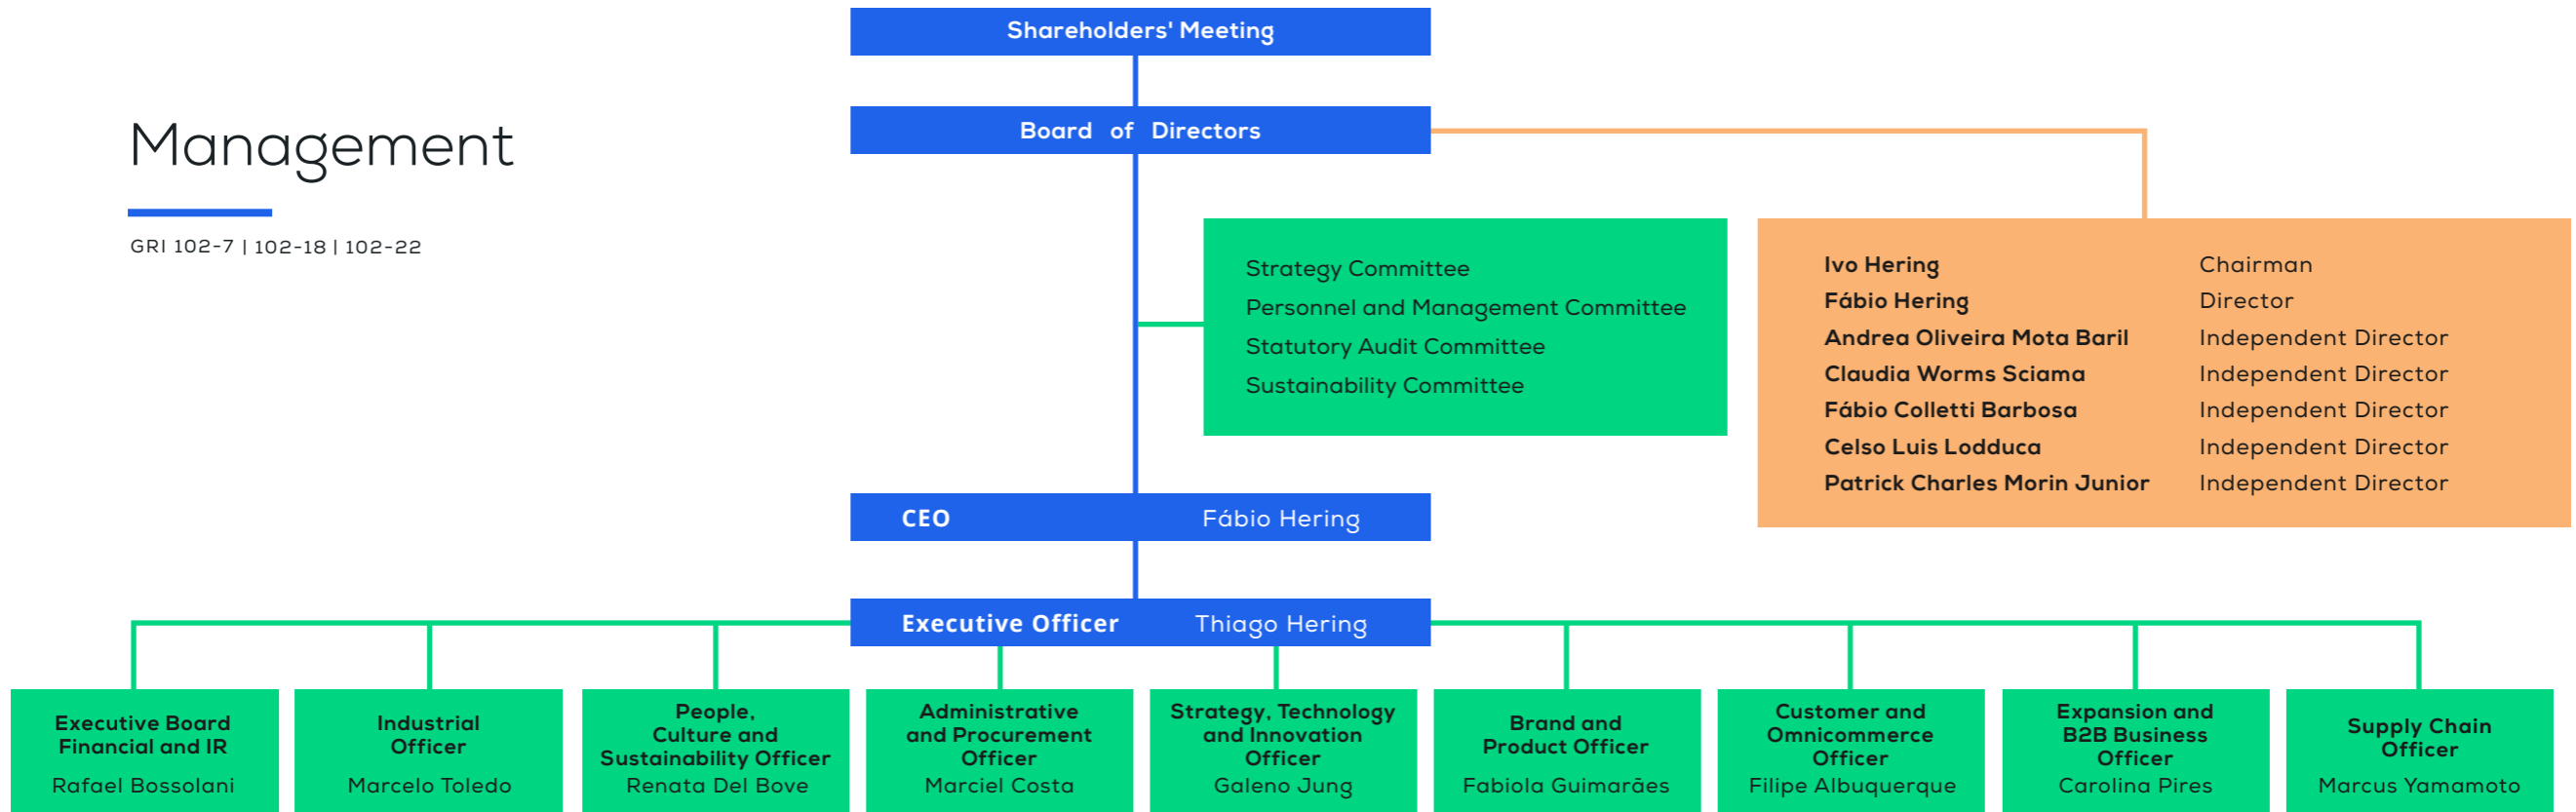 Shareholders' Meeting
Board of Directors
Management
GRI 102-7 | 102-18 | 102-22
Strategy Committee
Personnel and Management Committee
Statutory Audit Committee
Sustainability Committee
Ivo Hering Chairman
Fábio Hering Director
Andrea Oliveira Mota Baril Independent Director
Claudia Worms Sciama Independent Director
Fábio Colletti Barbosa Independent Director
Celso Luis Lodduca Independent Director
Patrick Charles Morin Junior Independent Director
CEO Fábio Hering
Executive Officer Thiago Hering
Executive Board
Financial and IR
Rafael Bossolani
Industrial
Officer
Marcelo Toledo
People,
Culture and
Sustainability Officer
Renata Del Bove
Administrative
and Procurement
Officer
Marciel Costa
Strategy, Technology
and Innovation
Officer
Galeno Jung
Brand and
Product Officer
Fabiola Guimarães
Customer and
Omnicommerce
Officer
Filipe Albuquerque
Expansion and
B2B Business
Officer
Carolina Pires
Supply Chain
Officer
Marcus Yamamoto